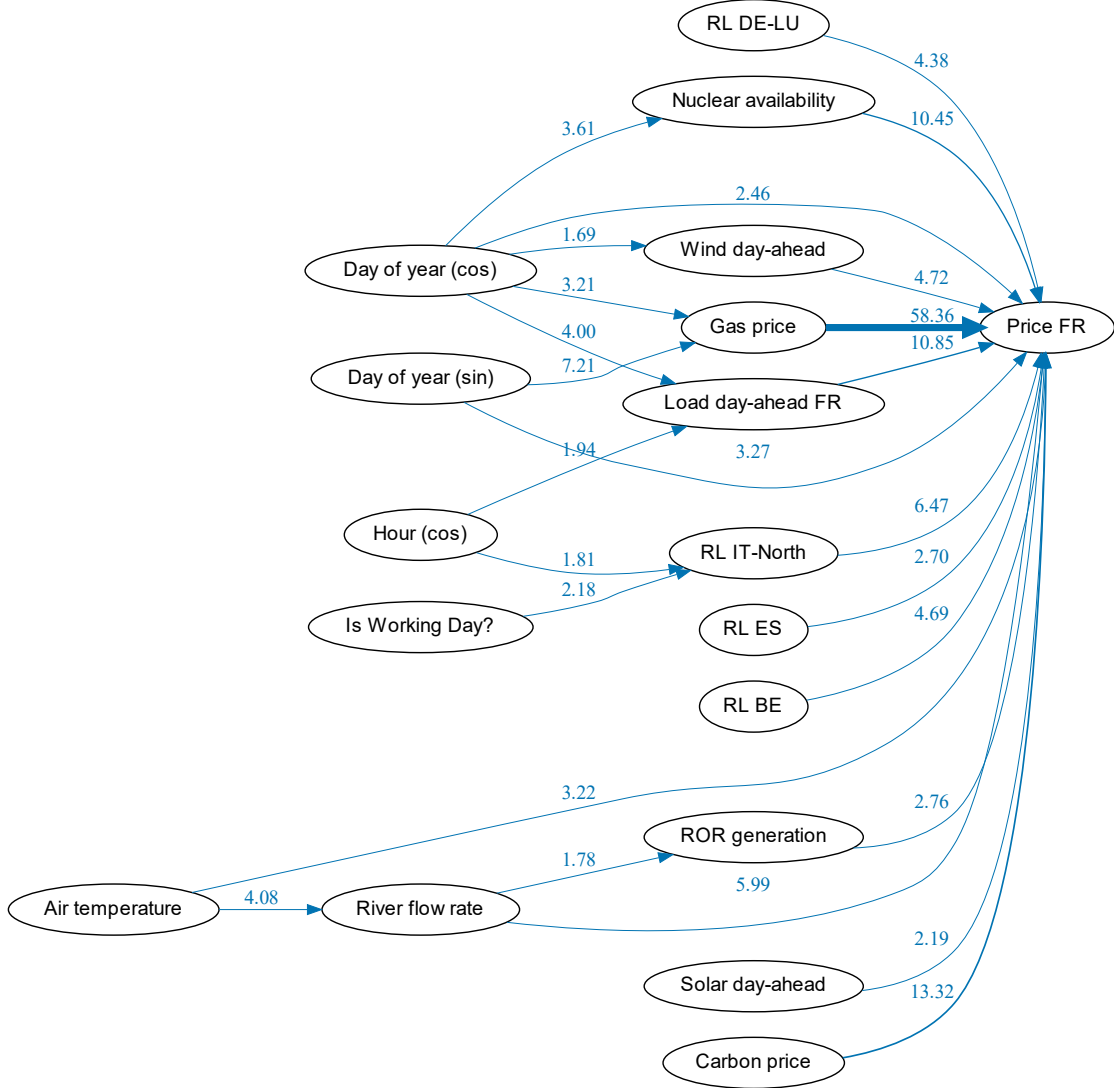 RL DE-LU
4.38
Nuclear availability
10.45
3.61
2.46
1.69
Wind day-ahead
Day of year (cos)
4.72
3.21
58.36
Gas price
Price FR
4.00
10.85
7.21
Day of year (sin)
Load day-ahead FR
1.94
3.27
6.47
Hour (cos)
RL IT-North
1.81
2.70
2.18
4.69
Is Working Day?
RL ES
RL BE
3.22
2.76
ROR generation
1.78
5.99
4.08
Air temperature
River flow rate
2.19
Solar day-ahead
13.32
Carbon price